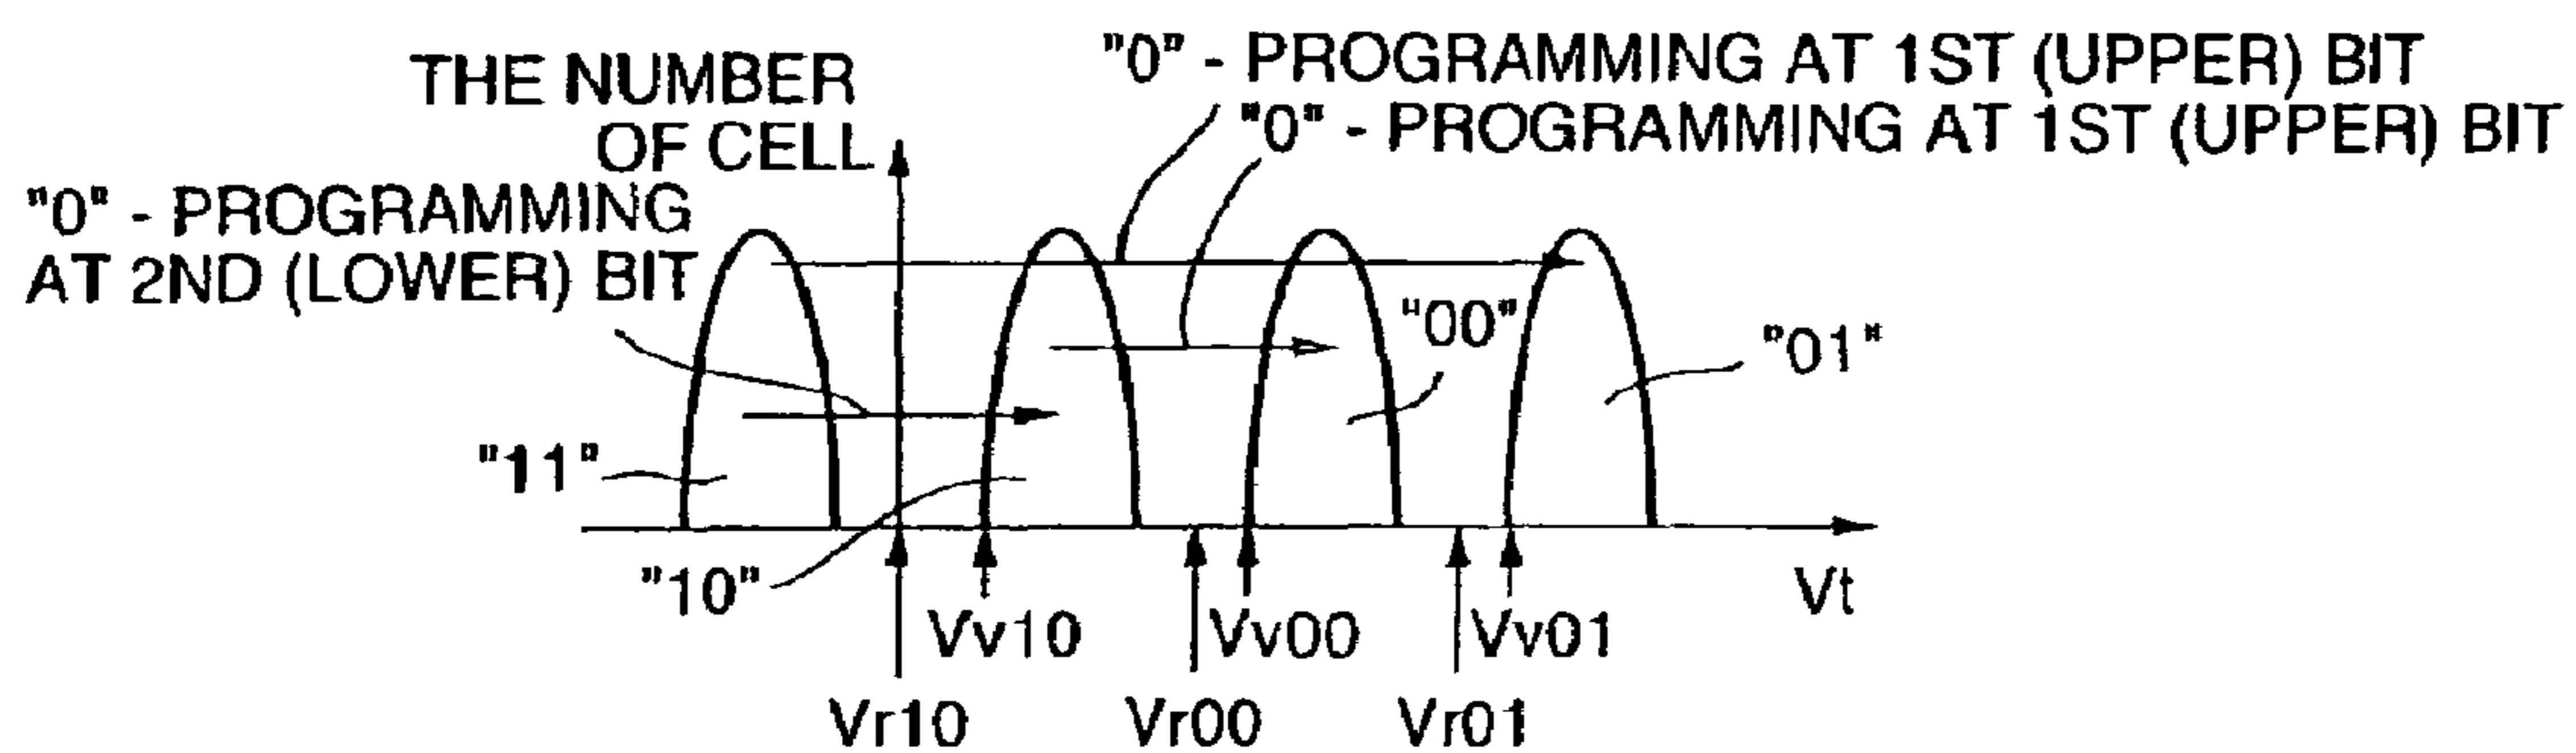 THE NUMBER
OF CELL
"0" - PROGRAMMING AT 1ST (UPPER) BIT
"0" - PROGRAMMING AT 1ST (UPPER) BIT
"0" - PROGRAMMING
AT 2ND (LOWER) BIT
"00"
"01"
"11"
"10"
Vv10
Vv00
Vv01
Vt
Vr10
Vr00
Vr01